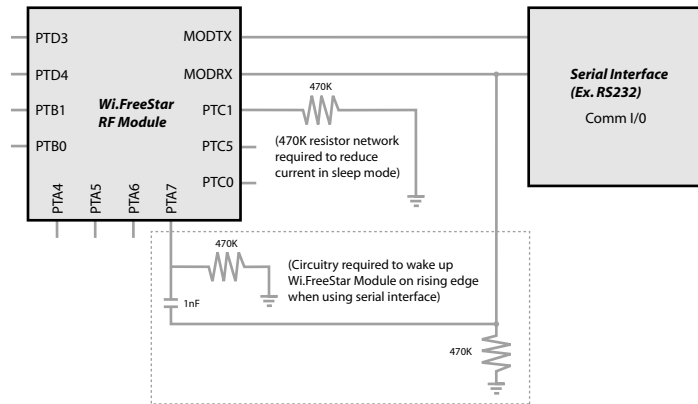 PTD3
MODTX
PTD4
MODRX
Wi.FreeStar
RF Module
PTB1
PTC1
PTB0
PTC5
PTC0
PTA4
PTA5
PTA6
PTA7
470K
(470K resistor network
required to reduce
current in sleep mode)
Serial Interface
(Ex. RS232)
Comm I/0
470K
(Circuitry required to wake up
Wi.FreeStar Module on rising edge
when using serial interface)
1nF
470K